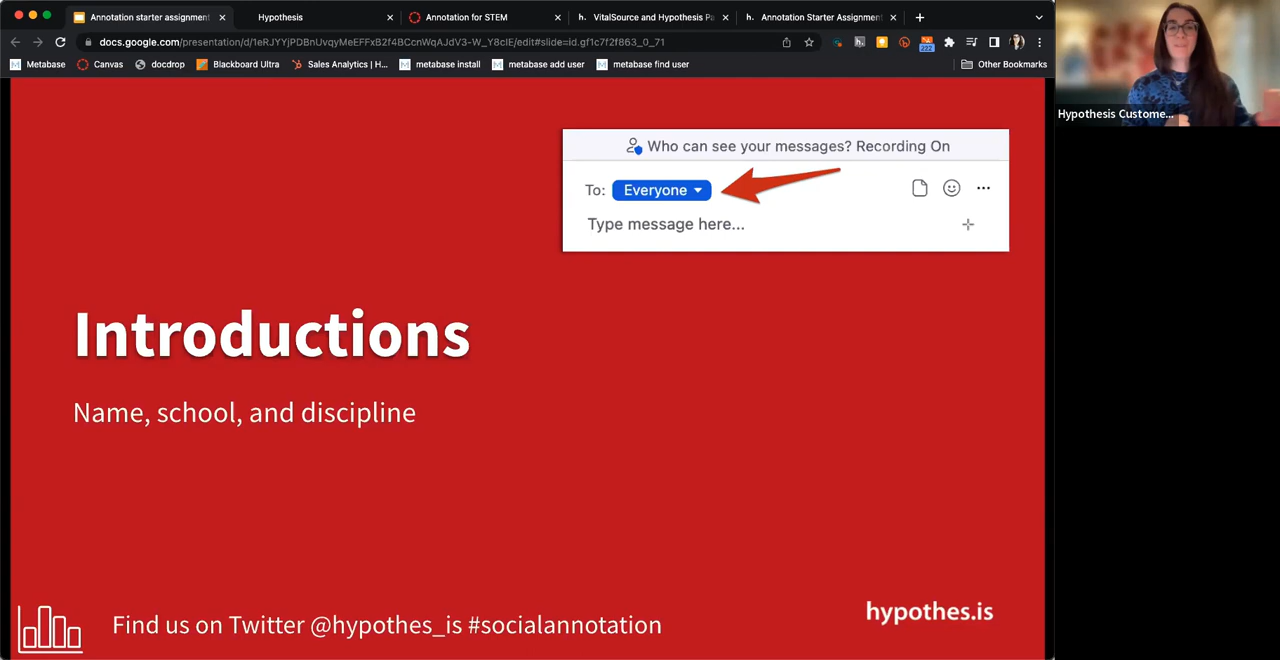 Annotation starter assignment
Hypothesis
Annotation for STEM
h. VitalSource and Hypothesis Pa
h. Annotation Starter Assignment
docs.google.com/presentation/d/1eRJYYjPDBnUvqyMeEFFxB2f4BCcnWqAJdV3-W_Y8cIE/edit#slide=id.gf1c7f2f863_0_71
222
Metabase
Canvas
docdrop
Blackboard Ultra
Sales Analytics | H...
metabase install
metabase add user
metabase find user
Other Bookmarks
Hypothesis Custome...
Who can see your messages? Recording On
To: Everyone
Type message here...
Introductions
Name, school, and discipline
Find us on Twitter @hypothes_is #socialannotation
hypothes.is